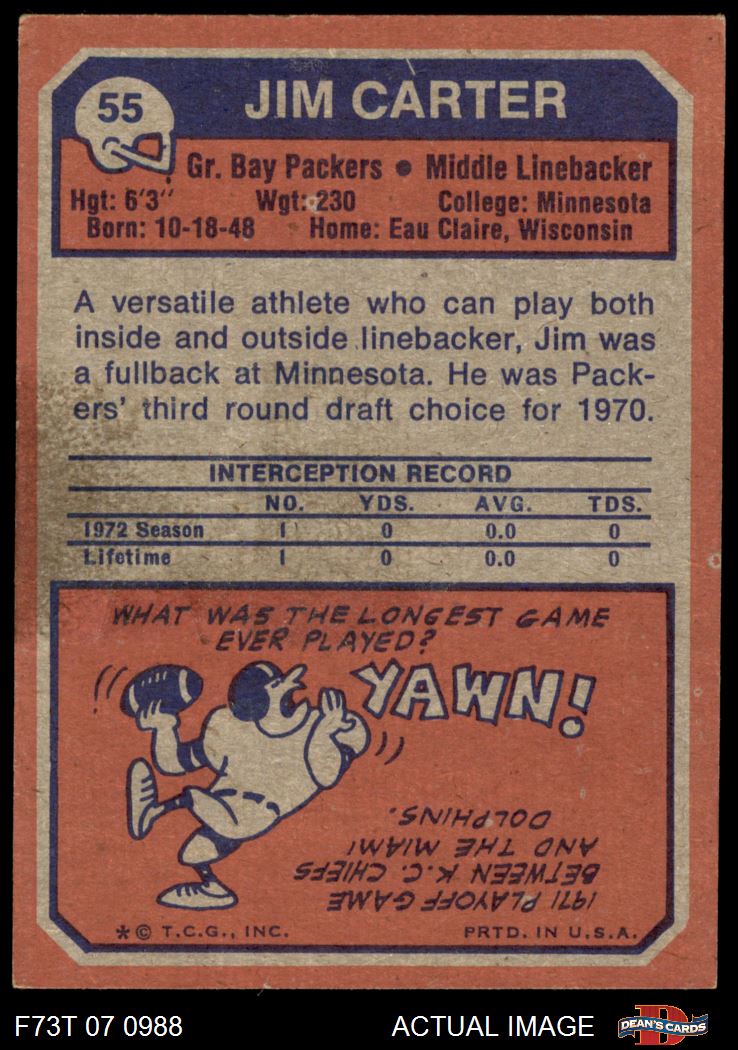 55
JIM CARTER
Gr. Bay Packers • Middle Linebacker
Hgt: 6'3" Wgt: 230 College: Minnesota
Born: 10-18-48 Home: Eau Claire, Wisconsin
A versatile athlete who can play both
inside and outside linebacker, Jim was
a fullback at Minnesota. He was Pack-
ers' third round draft choice for 1970.
INTERCEPTION RECORD
NO. YDS. AVG. TDS.
1972 Season 1 0 0.0 0
Lifetime 1 0 0.0 0
WHAT WAS THE LONGEST GAME
EVER PLAYED?
YAWN!
1971 PLAYOFF GAME
BETWEEN K.C. CHIEFS
AND THE MIAMI
DOLPHINS.
*© T.C.G., INC. PRTD. IN U.S.A.
F73T 07 0988 ACTUAL IMAGE
D
DEAN'S CARDS